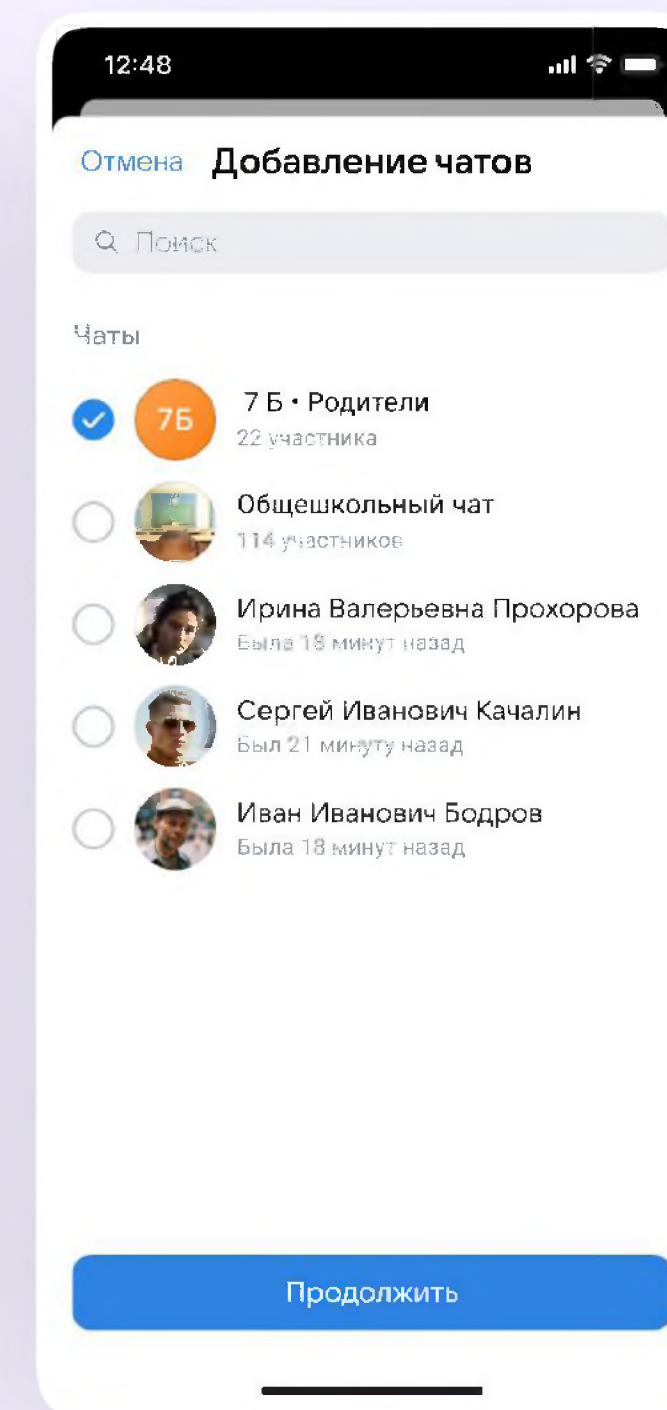 12:48
Отмена Добавление чатов
Поиск
Чаты
7Б
7 Б • Родители
22 участника
Общешкольный чат
114 участников
Ирина Валерьевна Прохорова
Была 18 минут назад
Сергей Иванович Качалин
Был 21 минуту назад
Иван Иванович Бодров
Была 18 минут назад
Продолжить